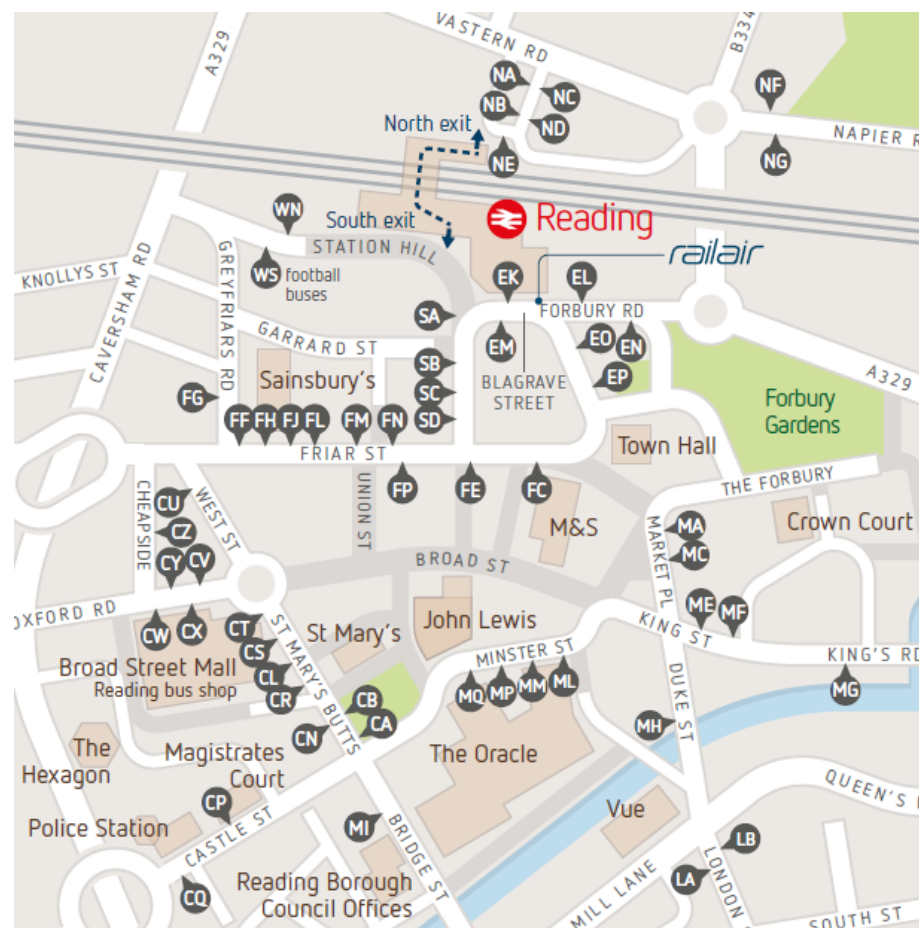 VASTERN RD
A329
B334
NA
NC
NF
NB
ND
North exit
NE
NAPIER R
NG
WN
South exit
Reading
STATION HILL
railair
KNOLLYS ST
GREYFRIARS RD
WS
football
buses
EK
EL
CAVERSHAM RD
SA
FORBURY RD
GARRARD ST
EM
EO
EN
SB
BLAGRAVE
STREET
EP
A329
Sainsbury's
SC
FG
Forbury
Gardens
FF
FH
FJ
FL
FM
FN
SD
Town Hall
FRIAR ST
CHEAPSIDE
CU
WEST ST
UNION ST
FP
FE
FC
THE FORBURY
CZ
M&S
MARKET PL
MA
Crown Court
MC
CY
CV
BROAD ST
OXFORD RD
CW
CX
CT
ST MARY'S BUTTS
St Mary's
John Lewis
ME
MF
KING ST
Broad Street Mall
CS
MINSTER ST
KING'S RD
Reading bus shop
CL
CR
MQ
MP
MM
ML
DUKE ST
MG
CB
CA
CN
MH
The
Hexagon
Magistrates
Court
The Oracle
QUEEN'S
CP
Police Station
CASTLE ST
MI
BRIDGE ST
Vue
LB
CQ
Reading Borough
Council Offices
MILL LANE
LA
LONDON
SOUTH ST